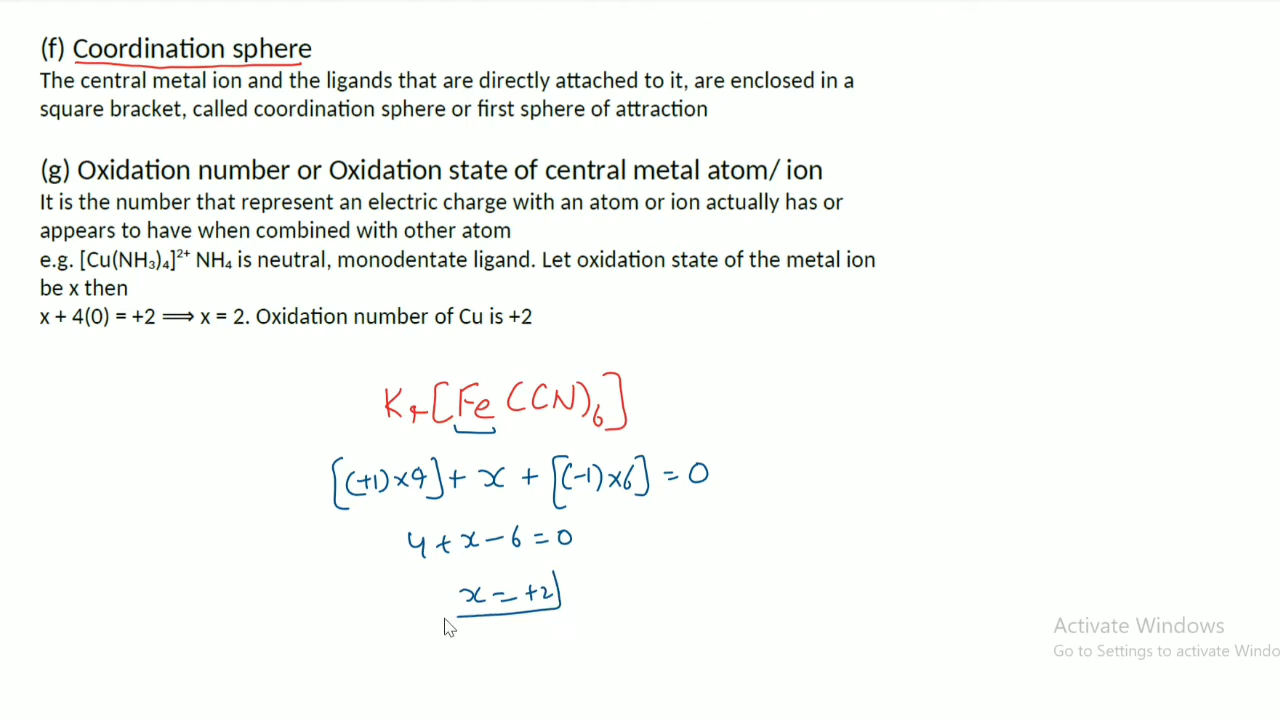 (f) Coordination sphere
The central metal ion and the ligands that are directly attached to it, are enclosed in a
square bracket, called coordination sphere or first sphere of attraction
(g) Oxidation number or Oxidation state of central metal atom/ ion
It is the number that represent an electric charge with an atom or ion actually has or
appears to have when combined with other atom
e.g. [Cu(NH₃)₄]²⁺ NH₄ is neutral, monodentate ligand. Let oxidation state of the metal ion
be x then
x + 4(0) = +2 ⟹ x = 2. Oxidation number of Cu is +2
K₄[Fe(CN)₆]
[(+1)×4] + x + [(-1)×6] = 0
4 + x - 6 = 0
x = +2
Activate Windows
Go to Settings to activate Windo